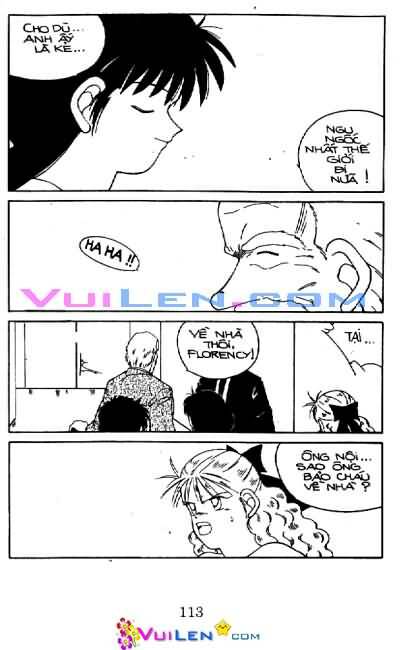 CHO DÙ...
ANH ẤY
LÀ KẺ...
NGU
NGỐC
NHẤT THẾ
GIỚI
ĐI
NỮA !
HA HA !!
VUILEN.COM
VỀ NHÀ
THÔI,
FLORENCY!
TẠI...
ÔNG NỘI...
SAO ÔNG
BẢO CHÁU
VỀ NHÀ ?
113
VUILEN.COM